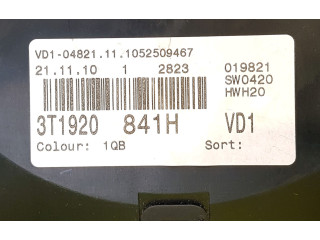 VD1-04821.11.1052509467
21.11.10 1 2823 019821
SW0420
HWH20
3T1920 841H VD1
Colour: 1QB Sort: